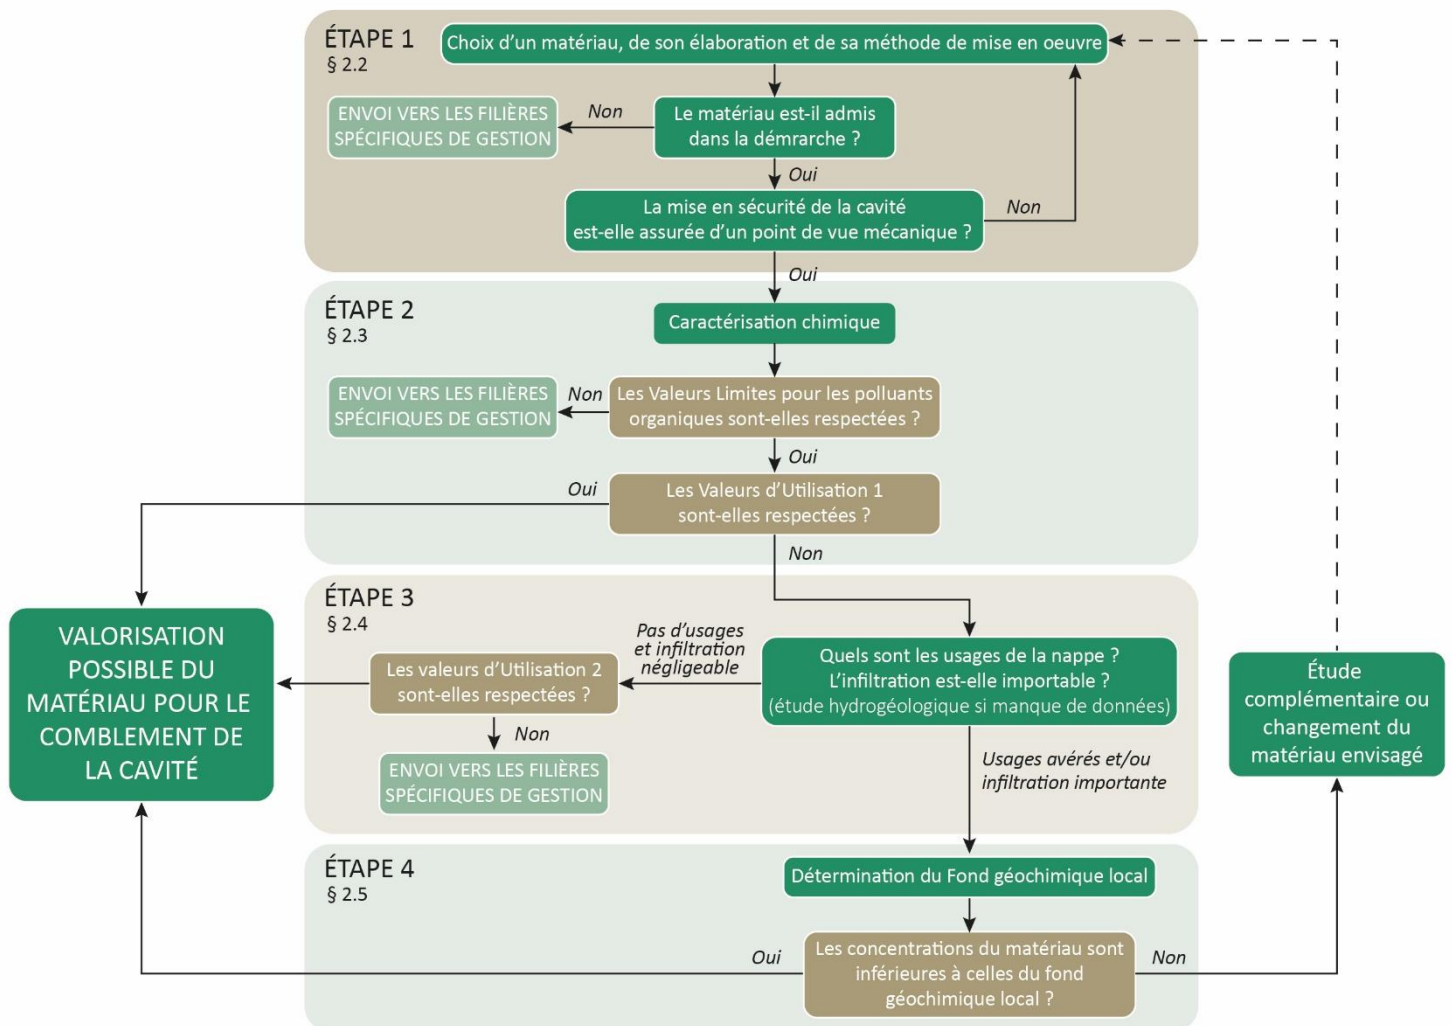 ÉTAPE 1
§ 2.2
Choix d'un matériau, de son élaboration et de sa méthode de mise en oeuvre
ENVOI VERS LES FILIÈRES
SPÉCIFIQUES DE GESTION
Non
Le matériau est-il admis
dans la démrarche ?
Oui
La mise en sécurité de la cavité
est-elle assurée d'un point de vue mécanique ?
Non
Oui
ÉTAPE 2
§ 2.3
Caractérisation chimique
ENVOI VERS LES FILIÈRES
SPÉCIFIQUES DE GESTION
Non
Les Valeurs Limites pour les polluants
organiques sont-elles respectées ?
Oui
Oui
Les Valeurs d'Utilisation 1
sont-elles respectées ?
Non
ÉTAPE 3
§ 2.4
VALORISATION
POSSIBLE DU
MATÉRIAU POUR LE
COMBLEMENT DE
LA CAVITÉ
Les valeurs d'Utilisation 2
sont-elles respectées ?
Pas d'usages
et infiltration
négligeable
Quels sont les usages de la nappe ?
L'infiltration est-elle importable ?
(étude hydrogéologique si manque de données)
Non
ENVOI VERS LES FILIÈRES
SPÉCIFIQUES DE GESTION
Usages avérés et/ou
infiltration importante
Étude
complémentaire ou
changement du
matériau envisagé
ÉTAPE 4
§ 2.5
Détermination du Fond géochimique local
Oui
Les concentrations du matériau sont
inférieures à celles du fond
géochimique local ?
Non